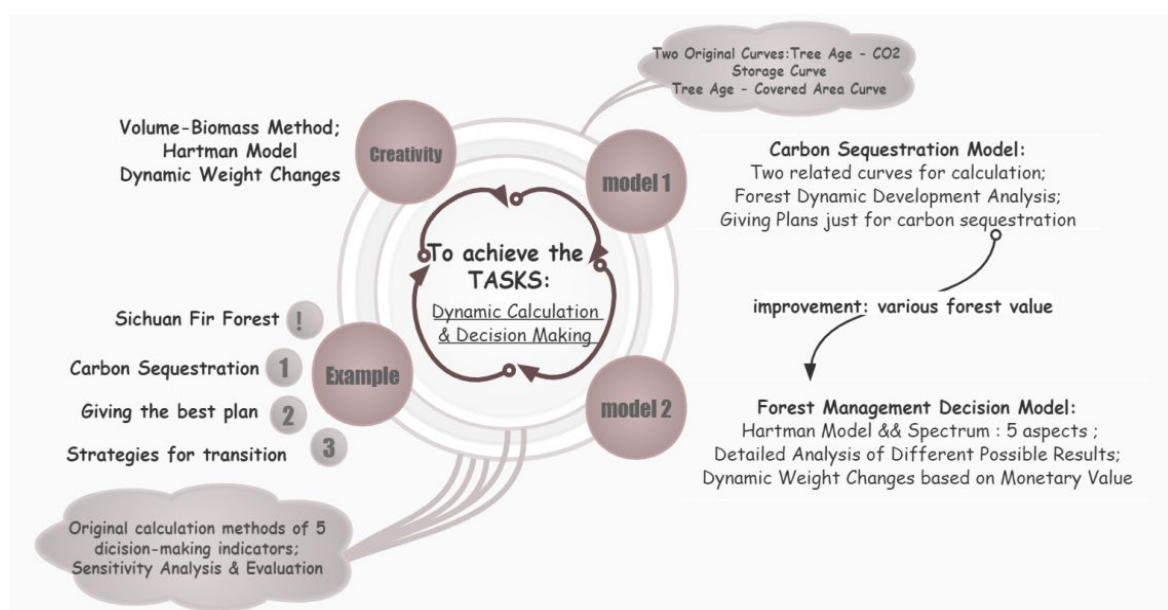 Two Original Curves:Tree Age - CO2
Storage Curve
Tree Age - Covered Area Curve
Volume-Biomass Method;
Hartman Model
Dynamic Weight Changes
Creativity
model 1
Carbon Sequestration Model:
Two related curves for calculation;
Forest Dynamic Development Analysis;
Giving Plans just for carbon sequestration
To achieve the
TASKS:
Dynamic Calculation
& Decision Making
improvement: various forest value
Sichuan Fir Forest
!
Carbon Sequestration
1
Giving the best plan
2
Strategies for transition
3
Example
model 2
Forest Management Decision Model:
Hartman Model && Spectrum : 5 aspects ;
Detailed Analysis of Different Possible Results;
Dynamic Weight Changes based on Monetary Value
Original calculation methods of 5
dicision-making indicators;
Sensitivity Analysis & Evaluation